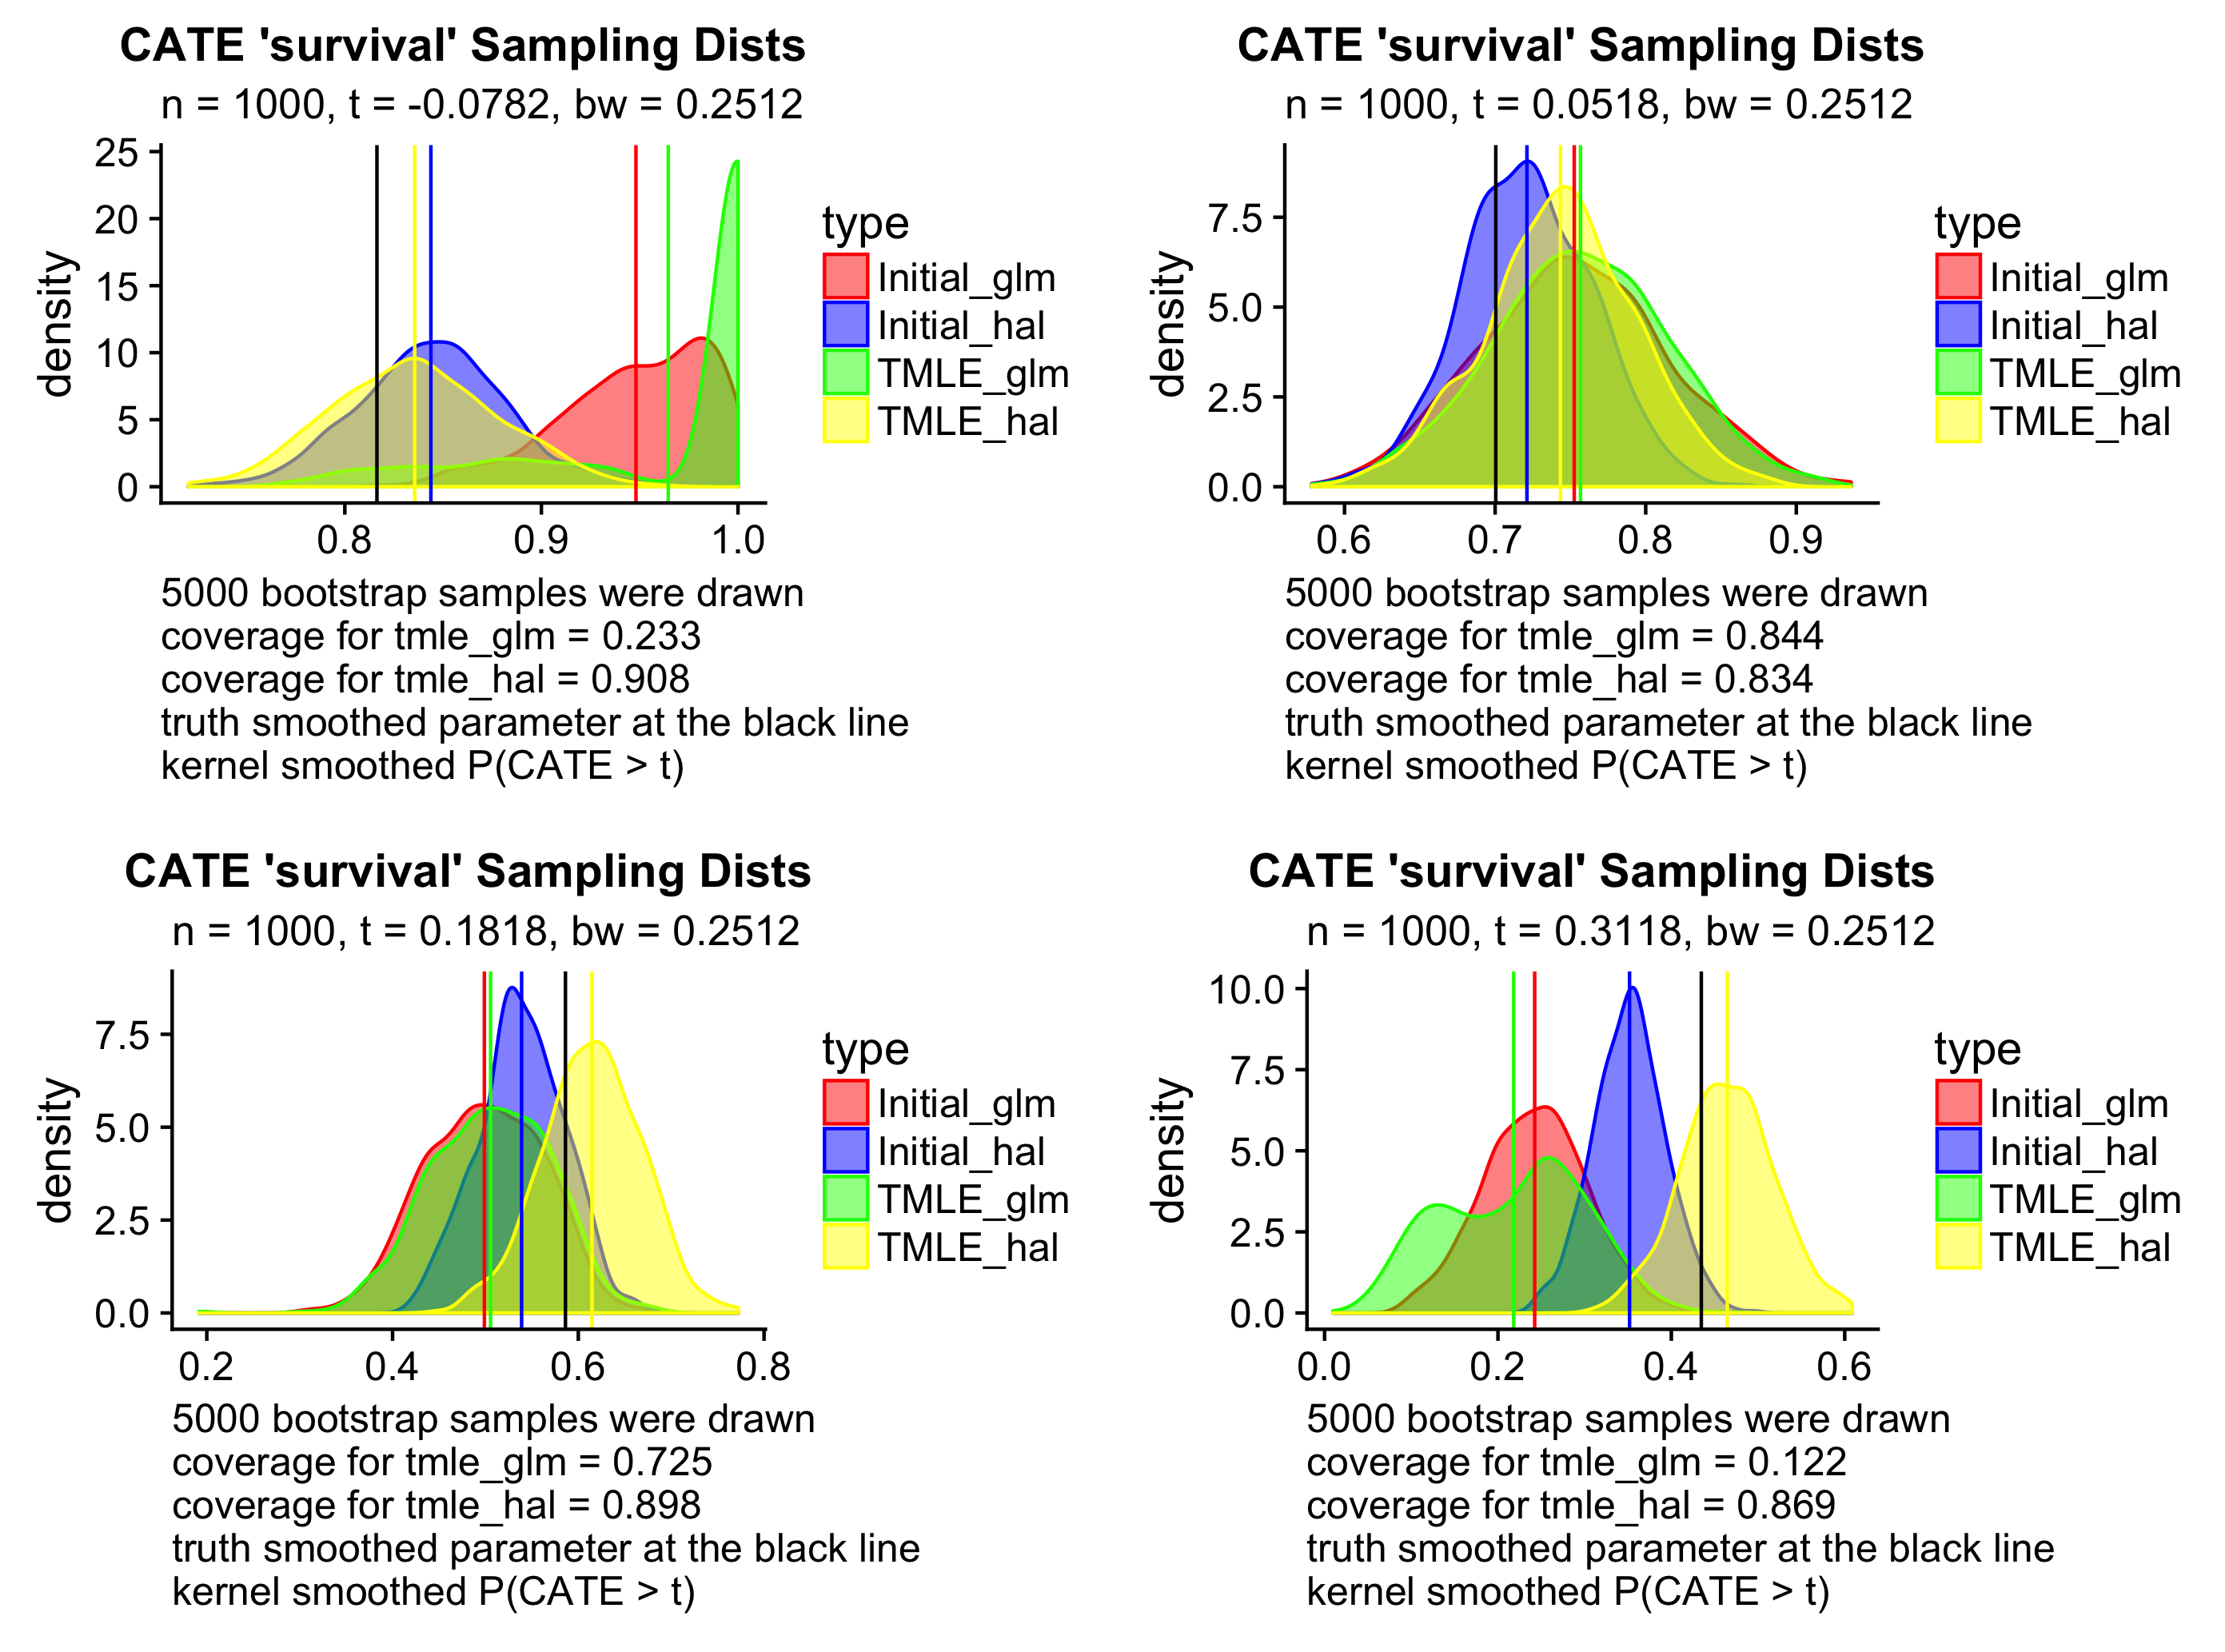 CATE 'survival' Sampling Dists
n = 1000, t = -0.0782, bw = 0.2512
density
25
20
15
10
5
0
0.8 0.9 1.0
type
Initial_glm
Initial_hal
TMLE_glm
TMLE_hal
5000 bootstrap samples were drawn
coverage for tmle_glm = 0.233
coverage for tmle_hal = 0.908
truth smoothed parameter at the black line
kernel smoothed P(CATE > t)
CATE 'survival' Sampling Dists
n = 1000, t = 0.0518, bw = 0.2512
density
7.5
5.0
2.5
0.0
0.6 0.7 0.8 0.9
type
Initial_glm
Initial_hal
TMLE_glm
TMLE_hal
5000 bootstrap samples were drawn
coverage for tmle_glm = 0.844
coverage for tmle_hal = 0.834
truth smoothed parameter at the black line
kernel smoothed P(CATE > t)
CATE 'survival' Sampling Dists
n = 1000, t = 0.1818, bw = 0.2512
density
7.5
5.0
2.5
0.0
0.2 0.4 0.6 0.8
type
Initial_glm
Initial_hal
TMLE_glm
TMLE_hal
5000 bootstrap samples were drawn
coverage for tmle_glm = 0.725
coverage for tmle_hal = 0.898
truth smoothed parameter at the black line
kernel smoothed P(CATE > t)
CATE 'survival' Sampling Dists
n = 1000, t = 0.3118, bw = 0.2512
density
10.0
7.5
5.0
2.5
0.0
0.0 0.2 0.4 0.6
type
Initial_glm
Initial_hal
TMLE_glm
TMLE_hal
5000 bootstrap samples were drawn
coverage for tmle_glm = 0.122
coverage for tmle_hal = 0.869
truth smoothed parameter at the black line
kernel smoothed P(CATE > t)